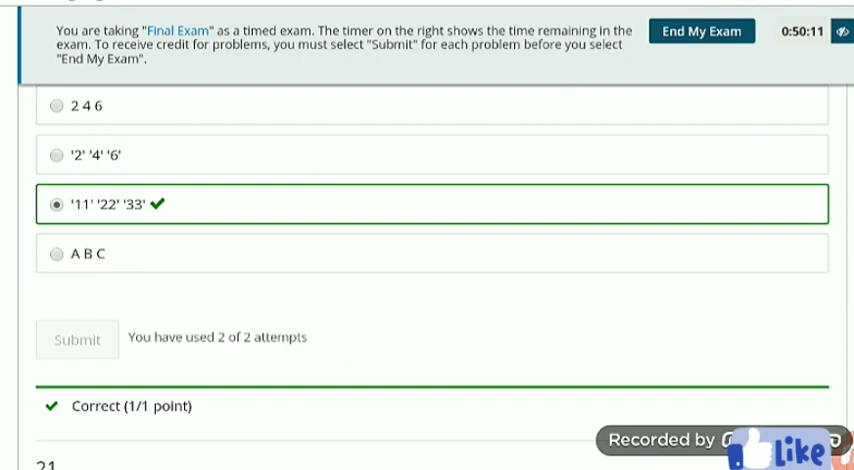 You are taking "Final Exam" as a timed exam. The timer on the right shows the time remaining in the
exam. To receive credit for problems, you must select "Submit" for each problem before you select
"End My Exam".
End My Exam
0:50:11
2 4 6
'2' '4' '6'
'11' '22' '33'
A B C
Submit
You have used 2 of 2 attempts
Correct (1/1 point)
21
Recorded by
like